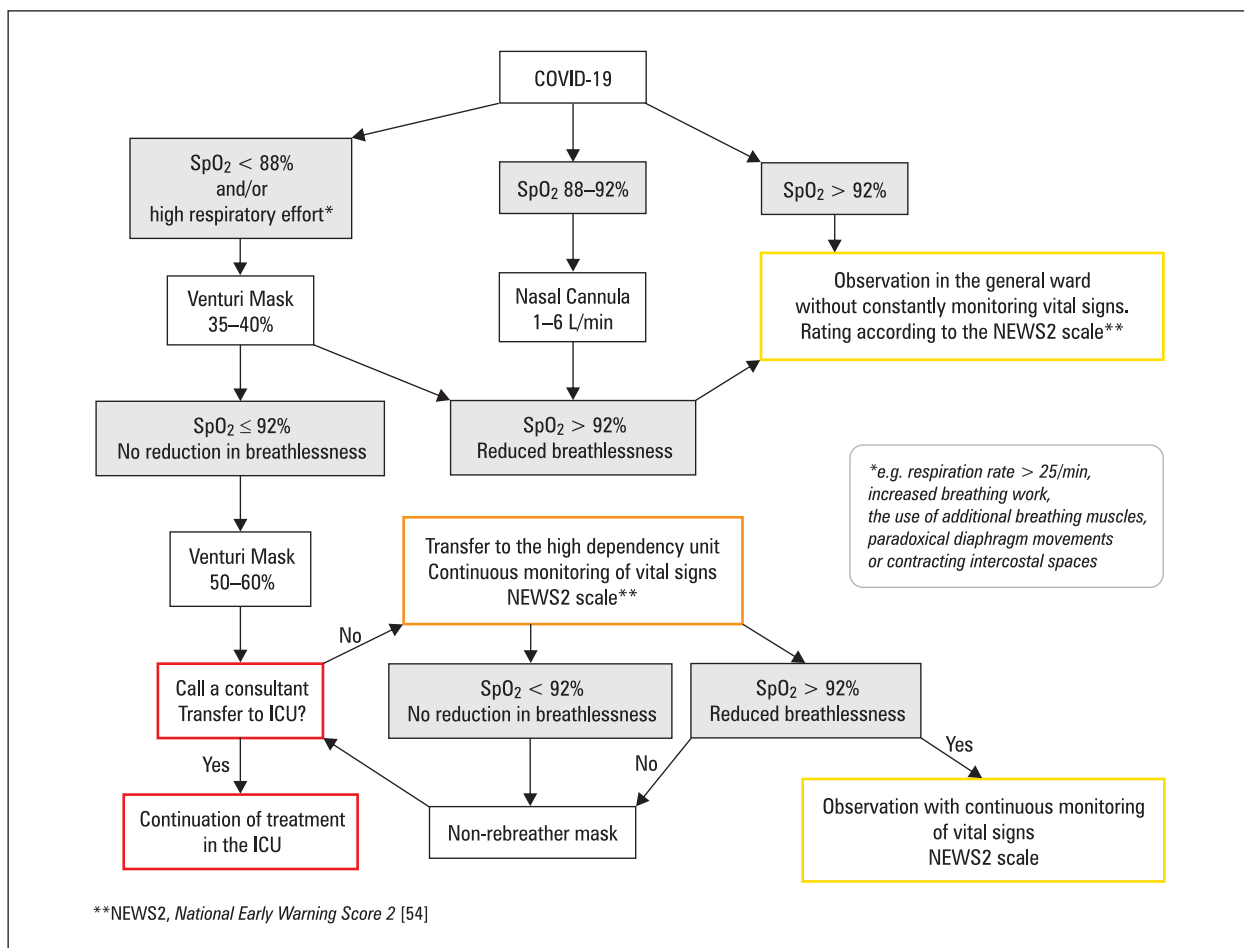 COVID-19
SpO₂ < 88%
and/or
high respiratory effort*
SpO₂ 88–92%
SpO₂ > 92%
Venturi Mask
35–40%
Nasal Cannula
1–6 L/min
Observation in the general ward
without constantly monitoring vital signs.
Rating according to the NEWS2 scale**
SpO₂ ≤ 92%
No reduction in breathlessness
SpO₂ > 92%
Reduced breathlessness
*e.g. respiration rate > 25/min,
increased breathing work,
the use of additional breathing muscles,
paradoxical diaphragm movements
or contracting intercostal spaces
Venturi Mask
50–60%
Transfer to the high dependency unit
Continuous monitoring of vital signs
NEWS2 scale**
No
Call a consultant
Transfer to ICU?
SpO₂ < 92%
No reduction in breathlessness
SpO₂ > 92%
Reduced breathlessness
Yes
No
Yes
Continuation of treatment
in the ICU
Non-rebreather mask
Observation with continuous monitoring
of vital signs
NEWS2 scale
**NEWS2, National Early Warning Score 2 [54]